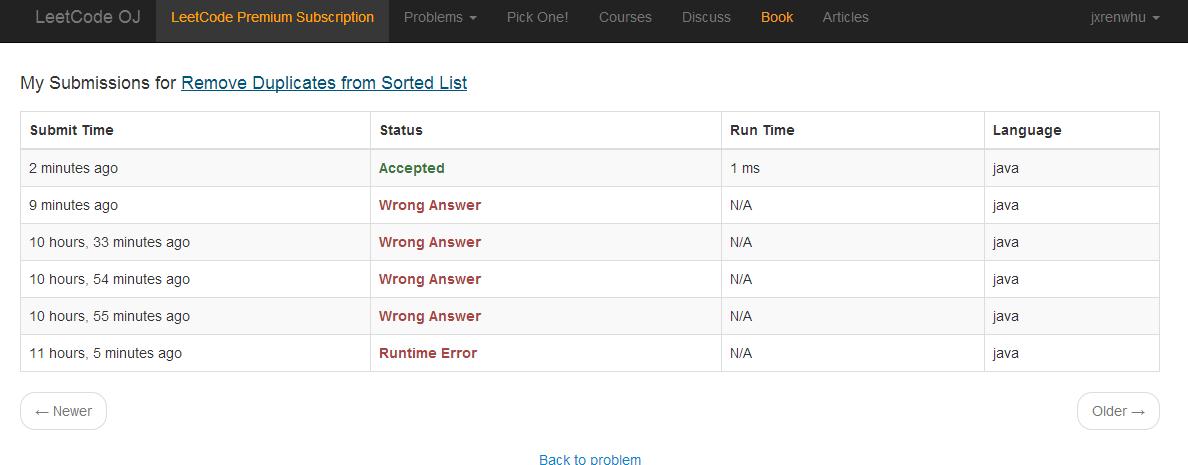 LeetCode OJ LeetCode Premium Subscription Problems Pick One! Courses Discuss Book Articles jxrenwhu
My Submissions for Remove Duplicates from Sorted List
Submit Time Status Run Time Language
2 minutes ago Accepted 1 ms java
9 minutes ago Wrong Answer N/A java
10 hours, 33 minutes ago Wrong Answer N/A java
10 hours, 54 minutes ago Wrong Answer N/A java
10 hours, 55 minutes ago Wrong Answer N/A java
11 hours, 5 minutes ago Runtime Error N/A java
← Newer Older →
Back to problem